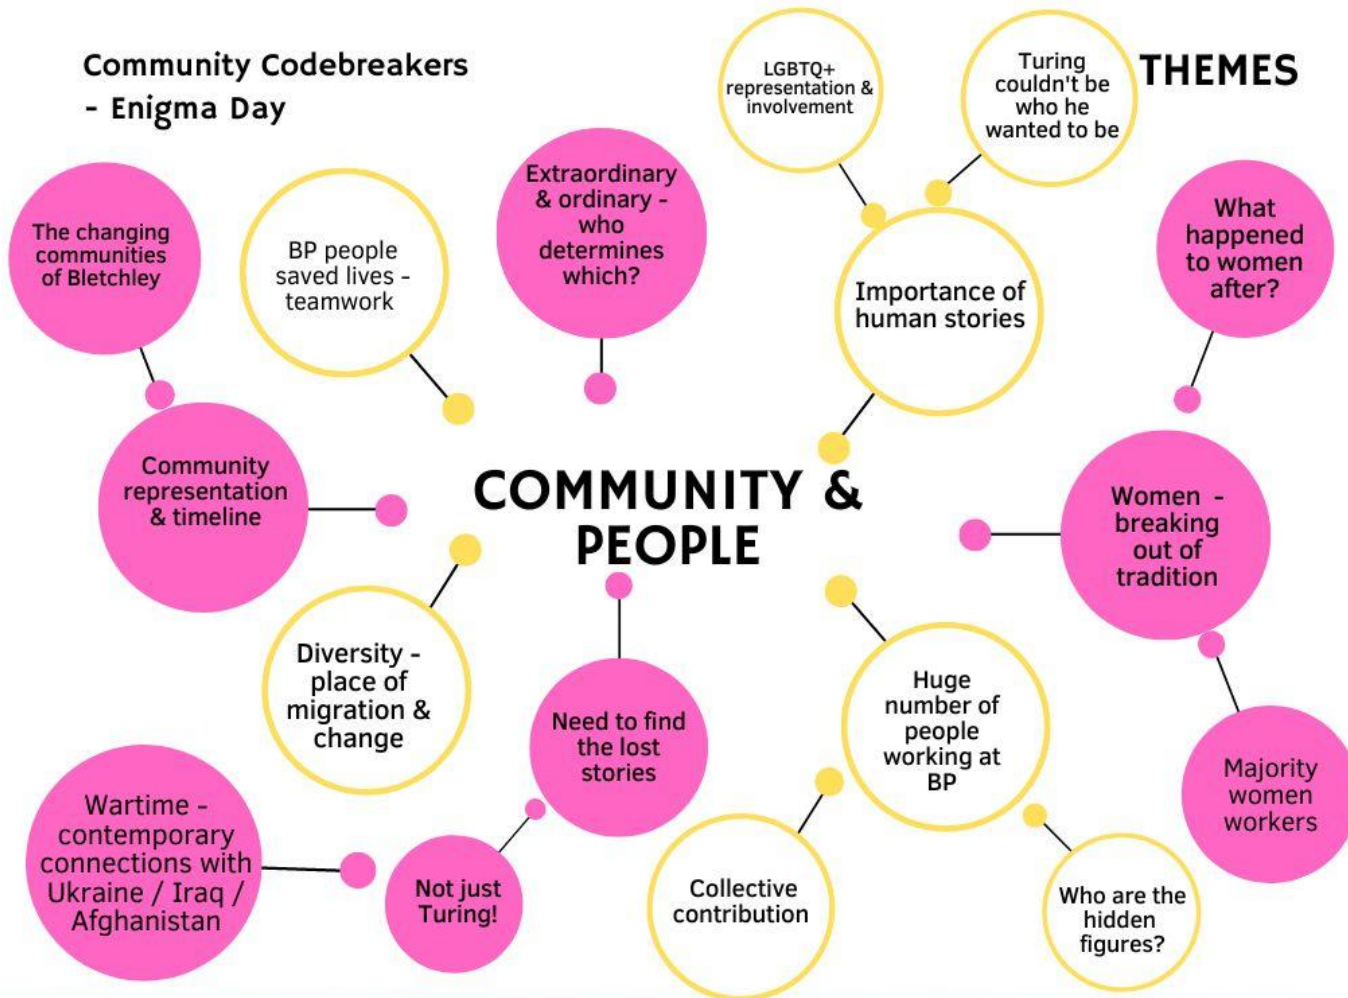 Community Codebreakers
- Enigma Day
THEMES
LGBTQ+
representation &
involvement
Turing
couldn't be
who he
wanted to be
The changing
communities
of Bletchley
BP people
saved lives -
teamwork
Extraordinary
& ordinary -
who
determines
which?
Importance of
human stories
What
happened
to women
after?
Community
representation
& timeline
COMMUNITY &
PEOPLE
Women -
breaking
out of
tradition
Diversity -
place of
migration &
change
Need to find
the lost
stories
Huge
number of
people
working at
BP
Majority
women
workers
Wartime -
contemporary
connections with
Ukraine / Iraq /
Afghanistan
Not just
Turing!
Collective
contribution
Who are the
hidden
figures?